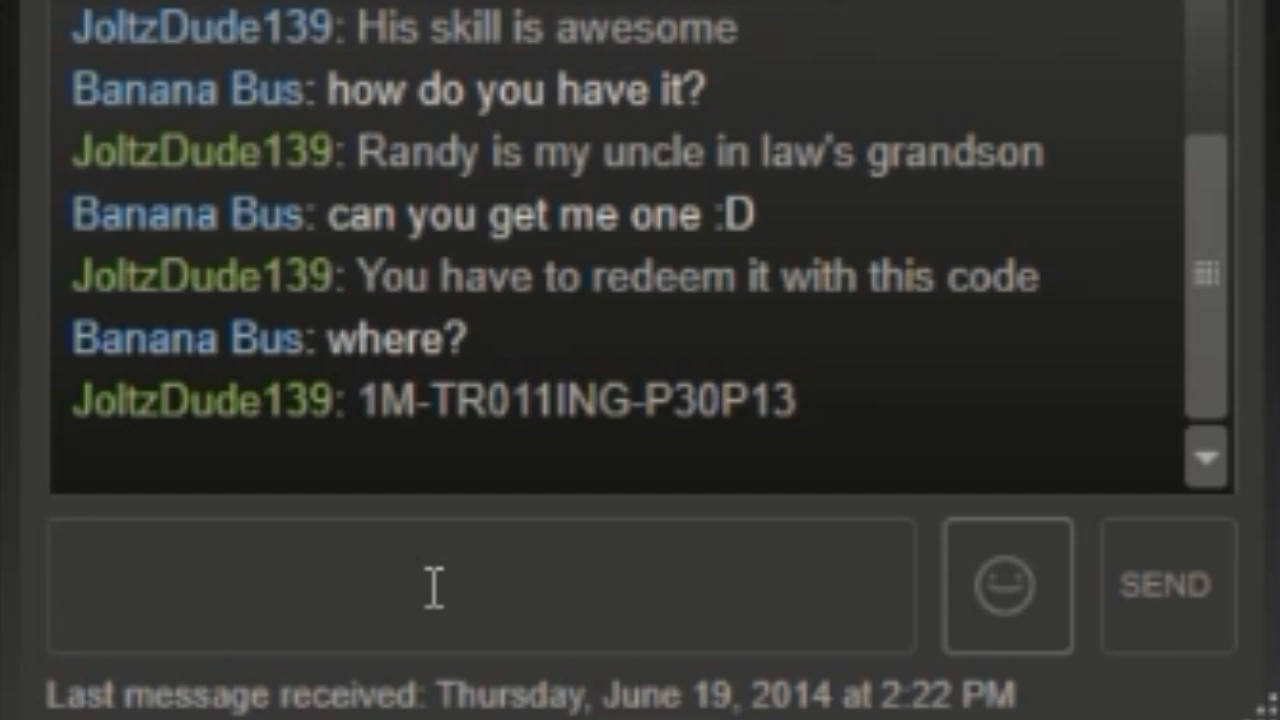 JoltzDude139: His skill is awesome
Banana Bus: how do you have it?
JoltzDude139: Randy is my uncle in law's grandson
Banana Bus: can you get me one :D
JoltzDude139: You have to redeem it with this code
Banana Bus: where?
JoltzDude139: 1M-TR011ING-P30P13
SEND
Last message received: Thursday, June 19, 2014 at 2:22 PM